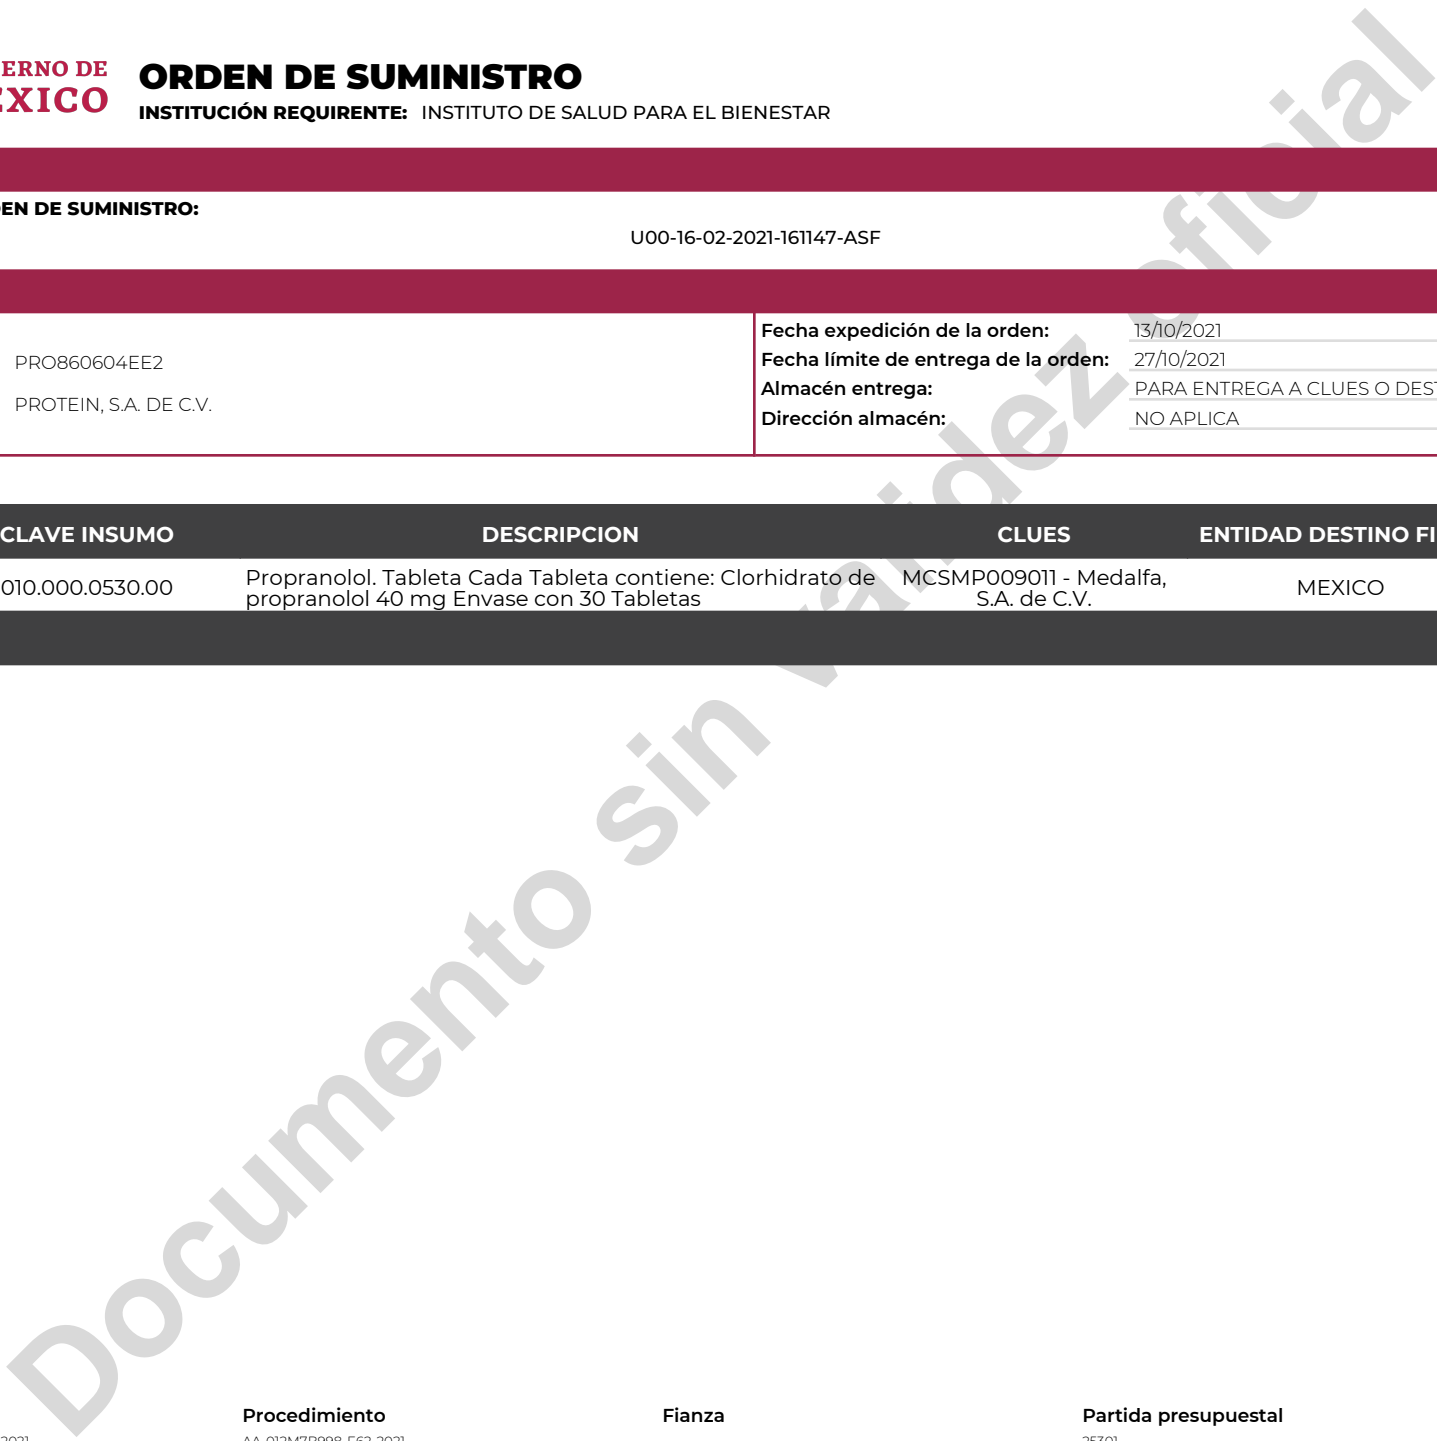 ERNO DE
ORDEN DE SUMINISTRO
EXICO
INSTITUCIÓN REQUIRENTE: INSTITUTO DE SALUD PARA EL BIENESTAR
EN DE SUMINISTRO:
U00-16-02-2021-161147-ASF
PRO860604EE2
PROTEIN, S.A. DE C.V.
Fecha expedición de la orden: 13/10/2021
Fecha límite de entrega de la orden: 27/10/2021
Almacén entrega: PARA ENTREGA A CLUES O DEST
Dirección almacén: NO APLICA
CLAVE INSUMO DESCRIPCION CLUES ENTIDAD DESTINO FI
010.000.0530.00 Propranolol. Tableta Cada Tableta contiene: Clorhidrato de MCSMP009011 - Medalfa, MEXICO
propranolol 40 mg Envase con 30 Tabletas S.A. de C.V.
Documento sin validez oficial
Procedimiento Fianza Partida presupuestal